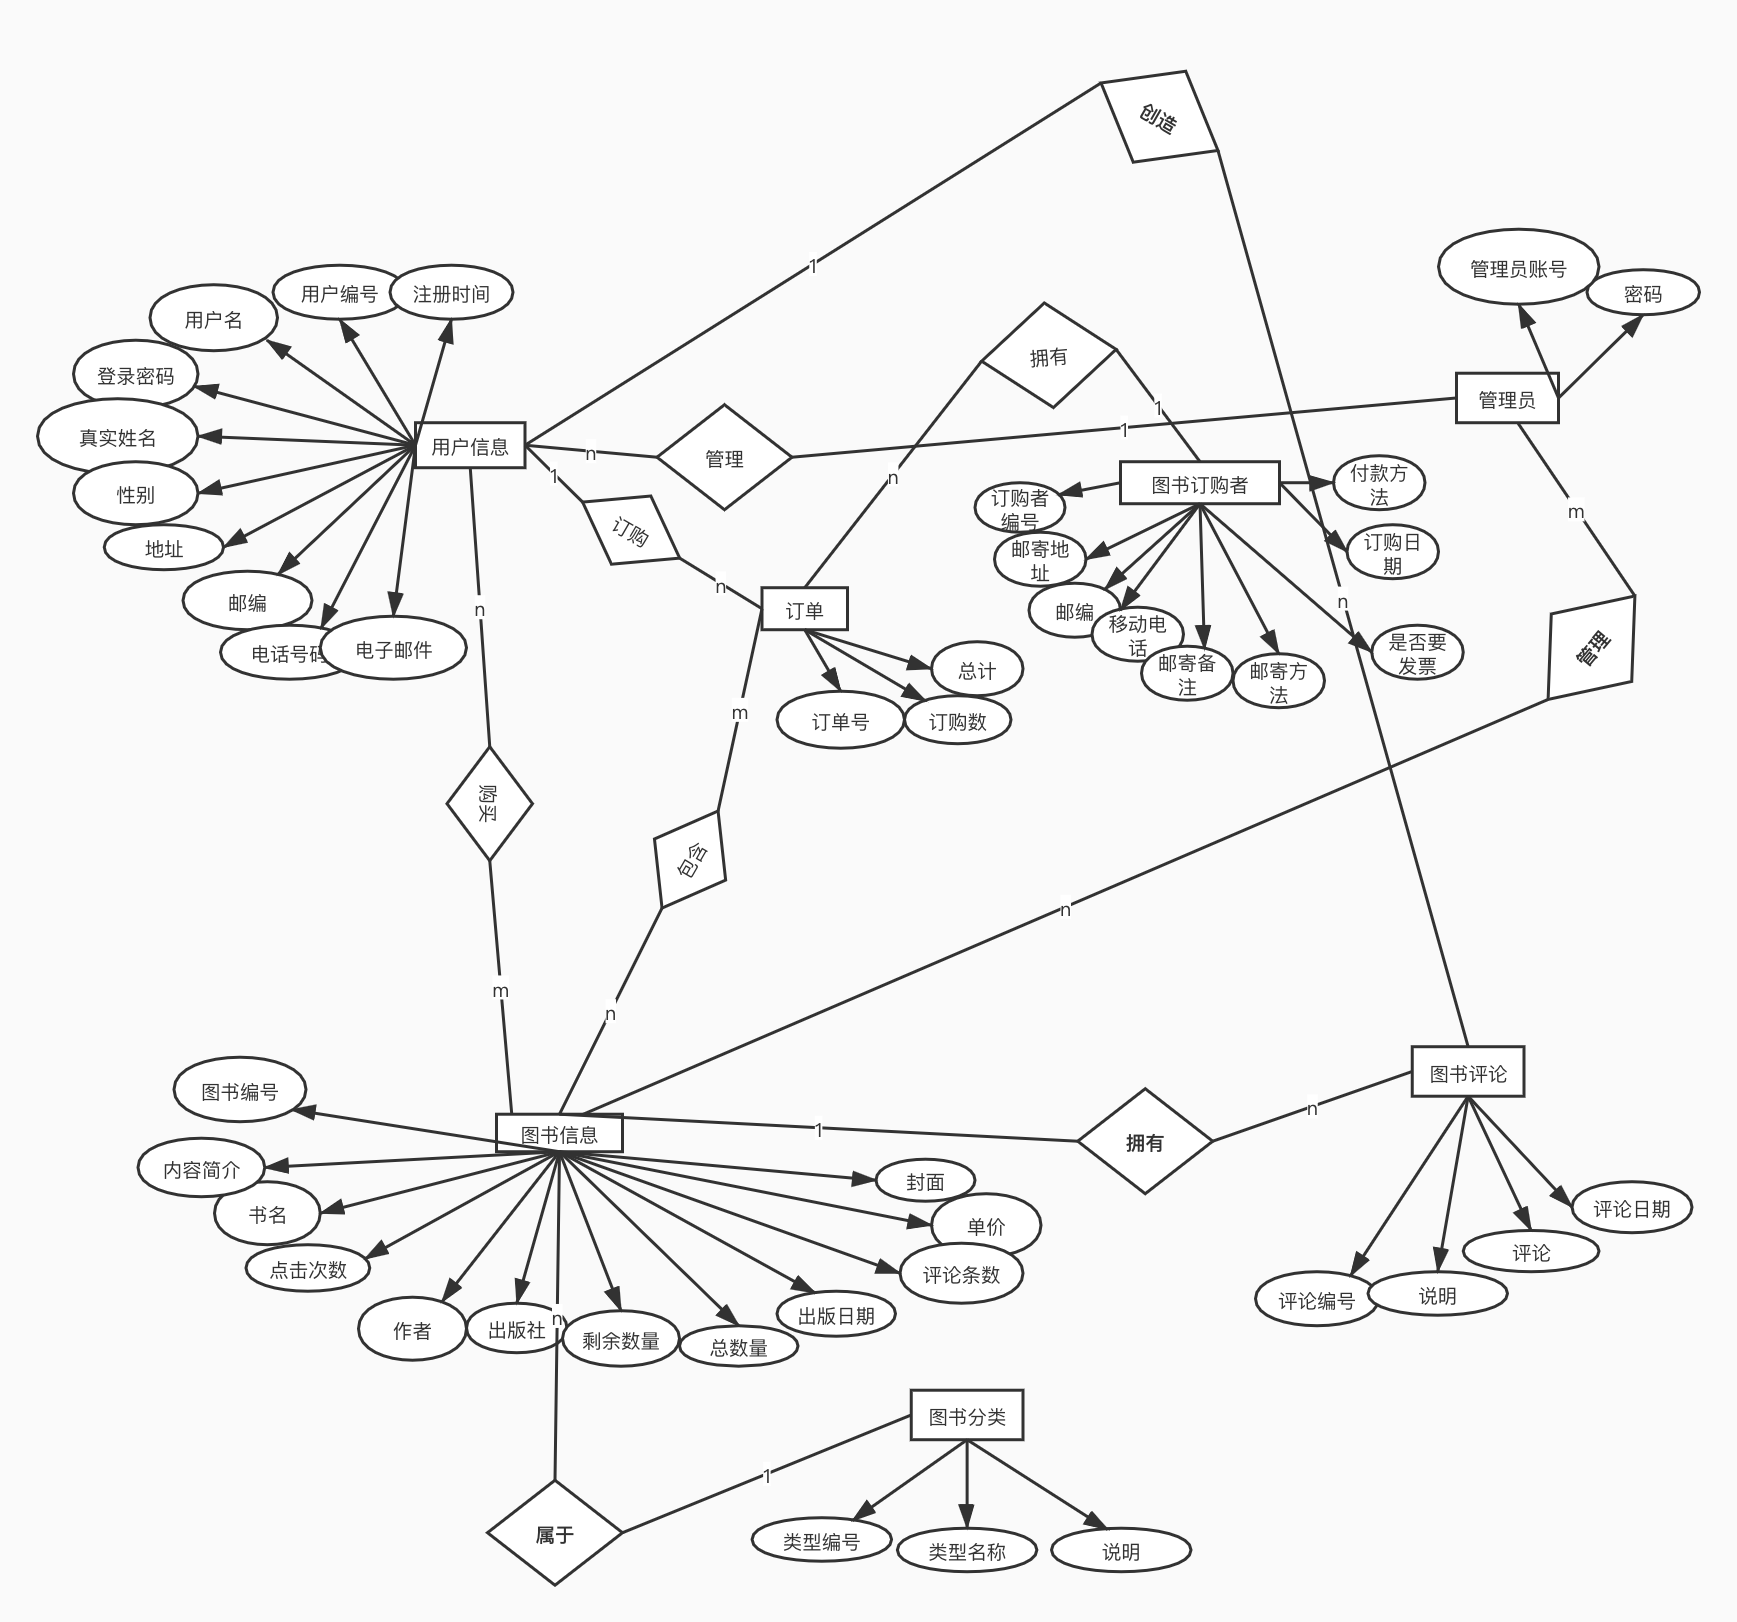 创造
1
管理员账号
密码
用户编号
注册时间
用户名
登录密码
真实姓名
性别
地址
邮编
电话号码
电子邮件
用户信息
n
管理
1
管理员
1
订购
n
拥有
n
1
图书订购者
付款方
法
订购日
期
订购者
编号
邮寄地
址
邮编
移动电
话
邮寄备
注
邮寄方
法
是否要
发票
n
m
管理
n
订单
总计
订单号
订购数
n
购买
m
m
包含
n
图书编号
图书信息
内容简介
书名
点击次数
作者
出版社
n
剩余数量
总数量
出版日期
评论条数
单价
封面
1
拥有
n
图书评论
评论日期
评论
说明
评论编号
图书分类
1
属于
类型编号
类型名称
说明